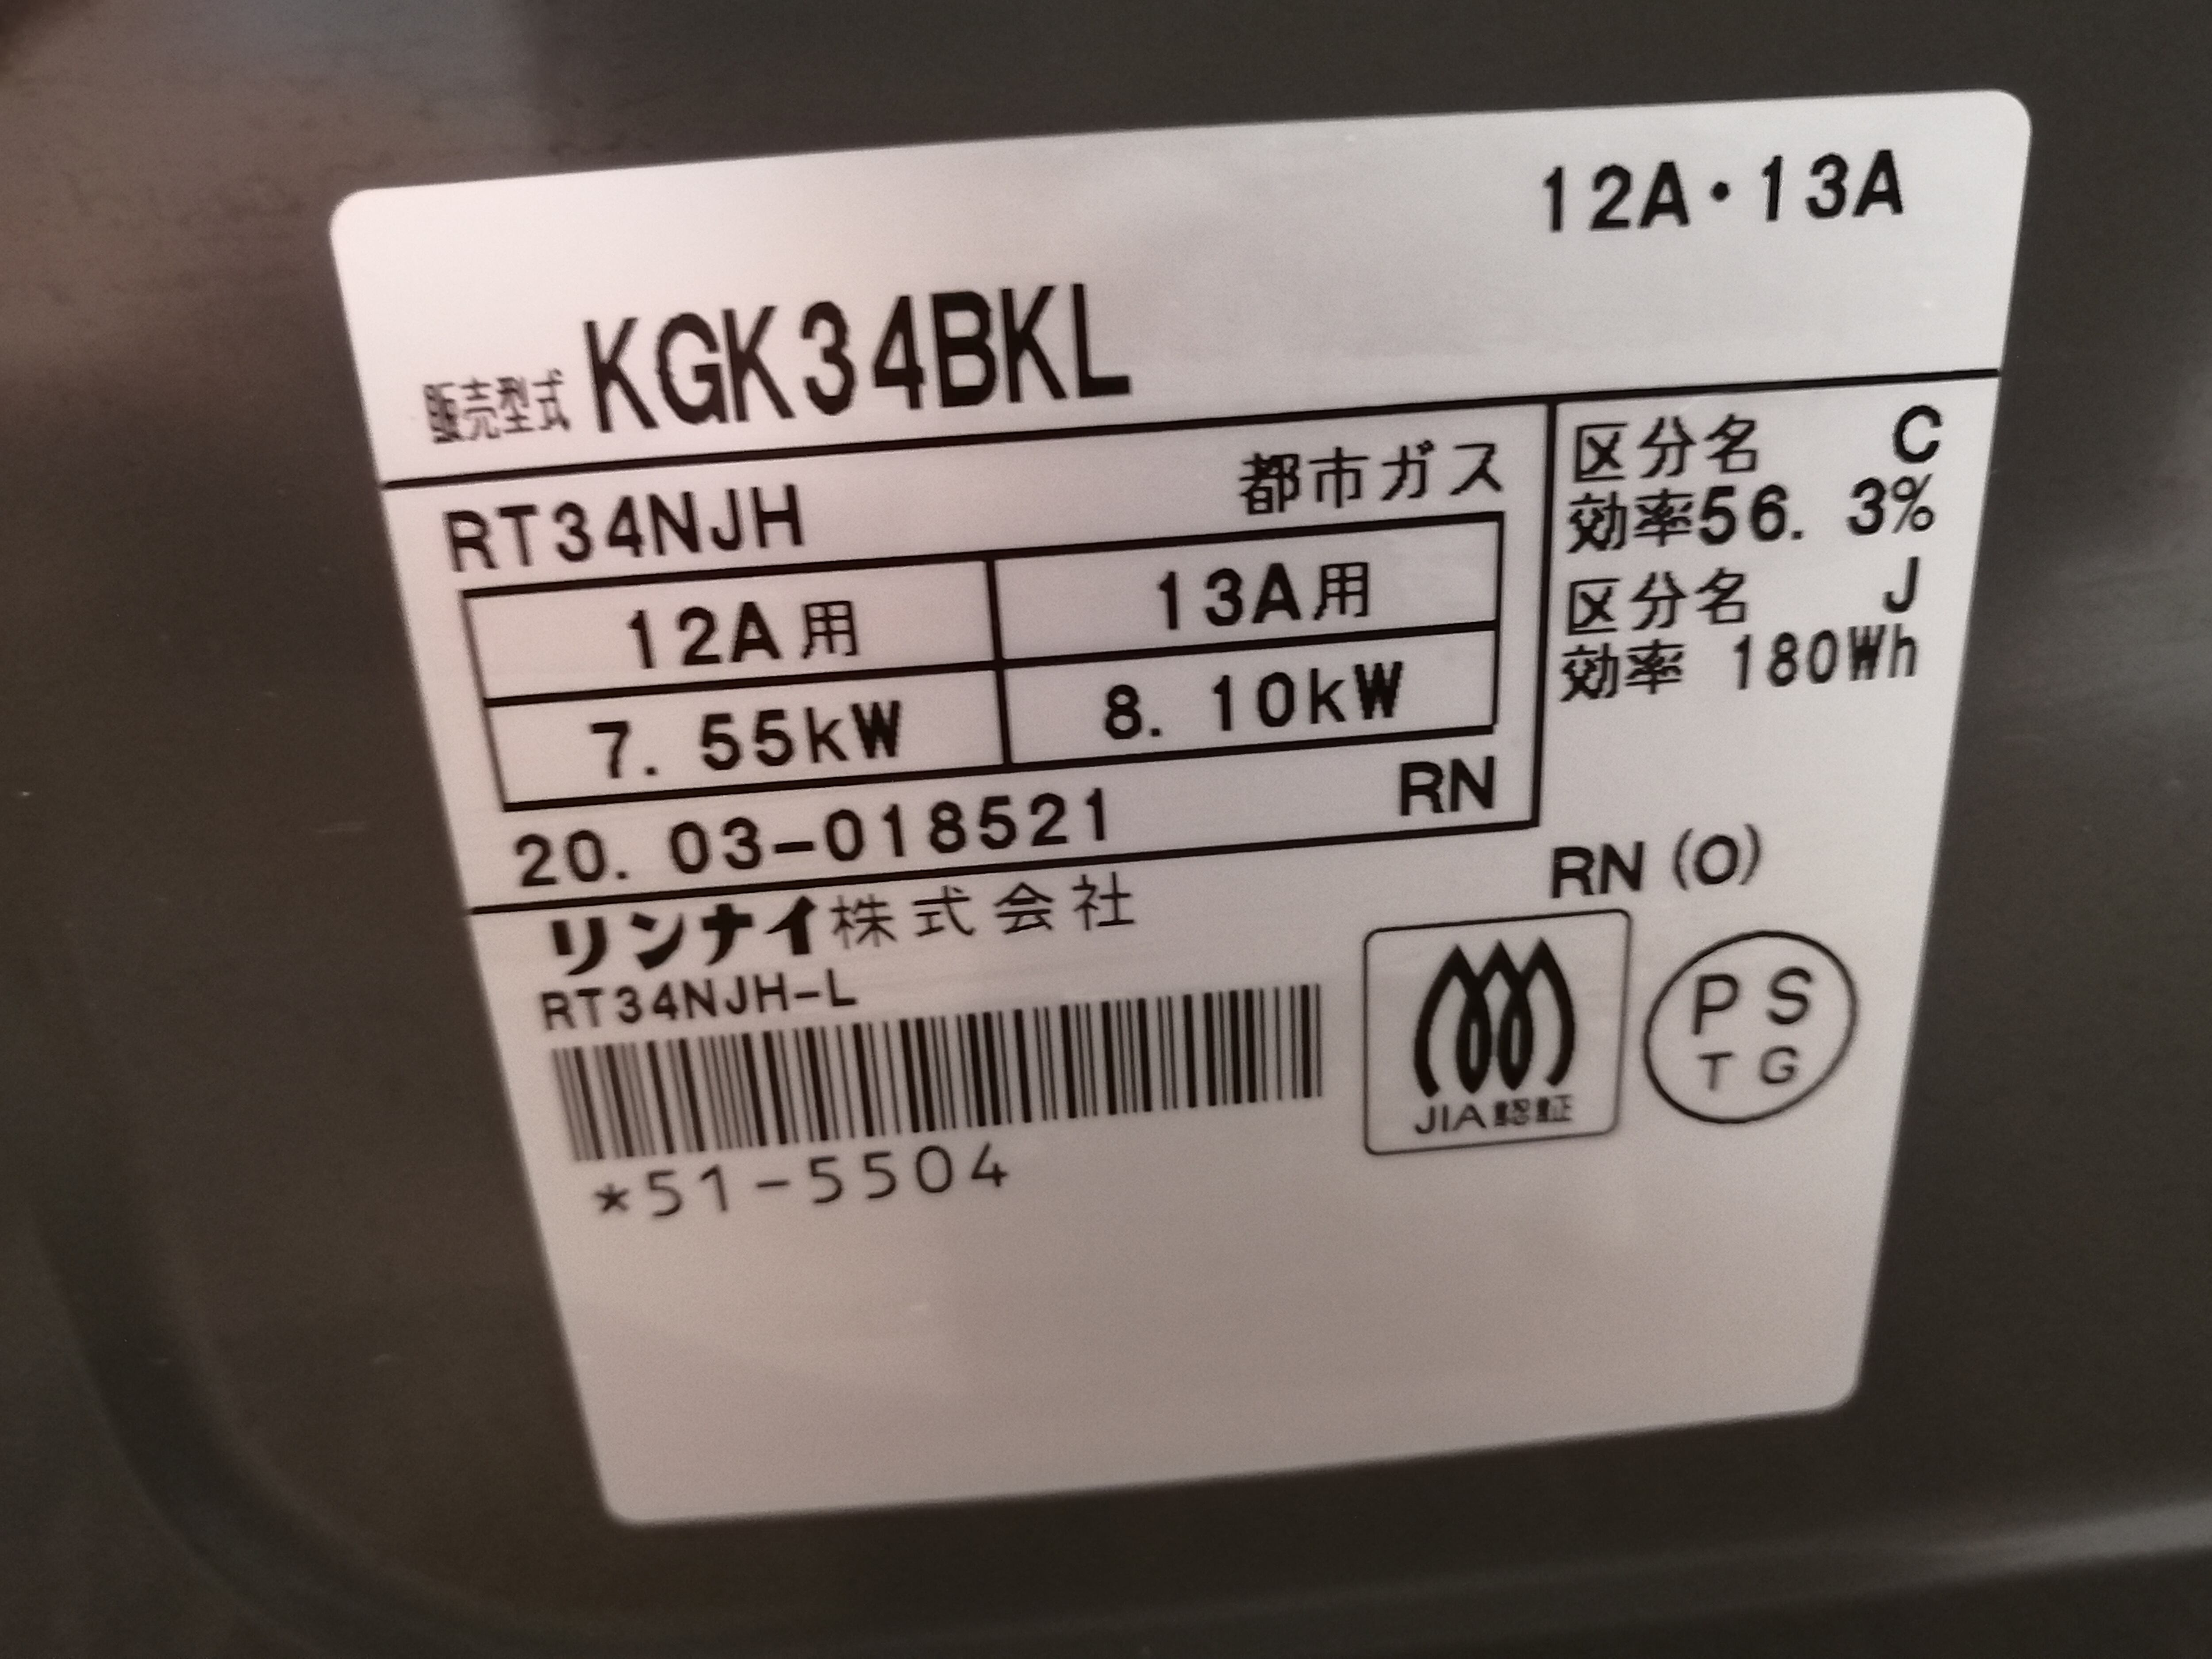 12A・13A
販売型式 KGK34BKL
RT34NJH 都市ガス
12A用 13A用
7.55kW 8.10kW
20.03-018521 RN
区分名 C
効率56.3%
区分名 J
効率 180Wh
RN(O)
リンナイ株式会社
RT34NJH-L
*51-5504
JIA認証
PS
TG